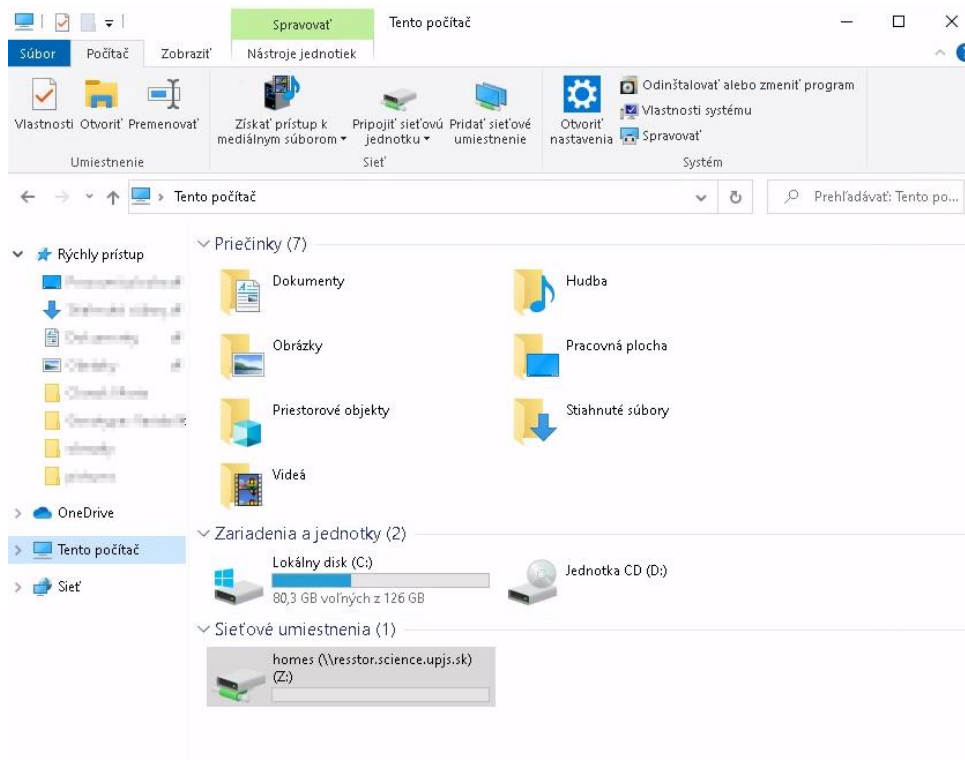 Spravovať
Tento počítač
Súbor
Počítač
Zobraziť
Nástroje jednotiek
Vlastnosti
Otvoriť
Premenovať
Získať prístup k
mediálnym súborom
Pripojiť sieťovú
jednotku
Pridať sieťové
umiestnenie
Otvoriť
nastavenia
Odinštalovať alebo zmeniť program
Vlastnosti systému
Spravovať
Umiestnenie
Sieť
Systém
Tento počítač
Prehľadávať: Tento po...
Rýchly prístup
OneDrive
Tento počítač
Sieť
Priečinky (7)
Dokumenty
Hudba
Obrázky
Pracovná plocha
Priestorové objekty
Stiahnuté súbory
Videá
Zariadenia a jednotky (2)
Lokálny disk (C:)
80,3 GB voľných z 126 GB
Jednotka CD (D:)
Sieťové umiestnenia (1)
homes (\\resstor.science.upjs.sk)
(Z:)